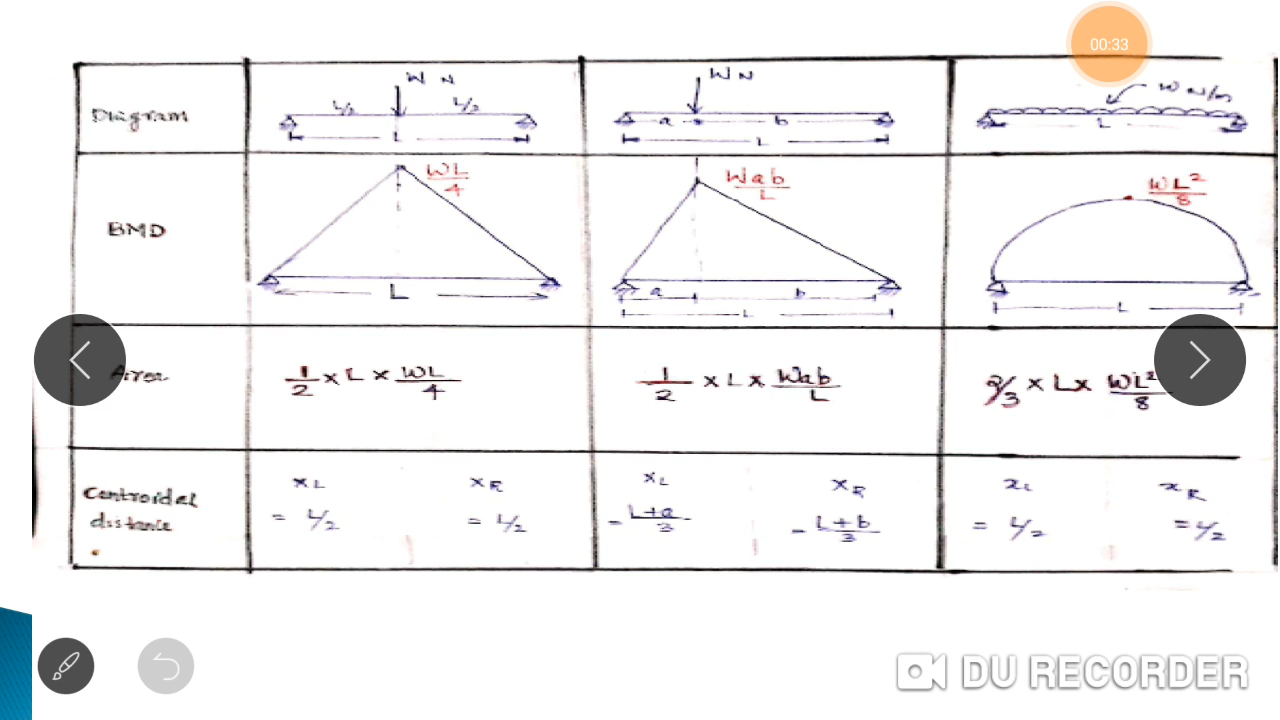 00:33
Diagram
W N
L/2
L/2
L
W N
a
b
L
W N/m
L
BMD
WL/4
L
Wab/L
a
b
L
WL²/8
L
Area
1/2 × L × WL/4
1/2 × L × Wab/L
2/3 × L × WL²/8
Centroidal
distance
xL
= L/2
xR
= L/2
xL
= L+a/3
xR
= L+b/3
xL
= L/2
xR
= L/2
DU RECORDER